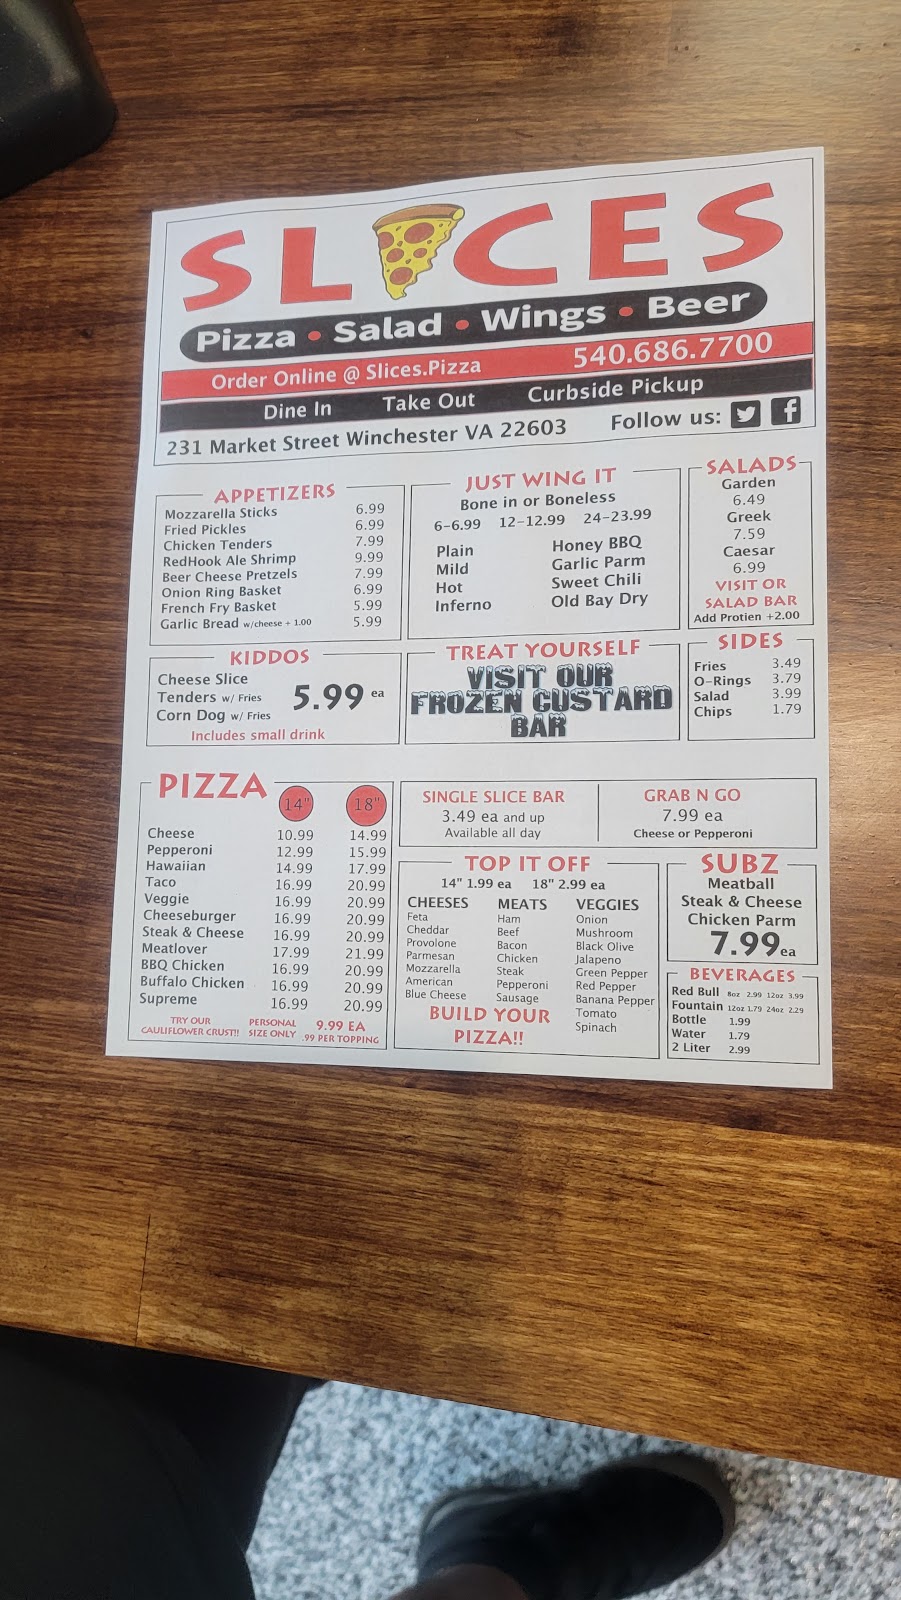 SLICES
Pizza • Salad • Wings • Beer
Order Online @ Slices.Pizza 540.686.7700
Dine In Take Out Curbside Pickup
231 Market Street Winchester VA 22603 Follow us:
APPETIZERS
Mozzarella Sticks 6.99
Fried Pickles 6.99
Chicken Tenders 7.99
RedHook Ale Shrimp 9.99
Beer Cheese Pretzels 7.99
Onion Ring Basket 6.99
French Fry Basket 5.99
Garlic Bread w/cheese + 1.00 5.99
JUST WING IT
Bone in or Boneless
6-6.99 12-12.99 24-23.99
Plain Honey BBQ
Mild Garlic Parm
Hot Sweet Chili
Inferno Old Bay Dry
SALADS
Garden
6.49
Greek
7.59
Caesar
6.99
VISIT OR
SALAD BAR
Add Protien +2.00
KIDDOS
Cheese Slice
Tenders w/ Fries 5.99 ea
Corn Dog w/ Fries
Includes small drink
TREAT YOURSELF
VISIT OUR
FROZEN CUSTARD
BAR
SIDES
Fries 3.49
O-Rings 3.79
Salad 3.99
Chips 1.79
PIZZA 14" 18"
Cheese 10.99 14.99
Pepperoni 12.99 15.99
Hawaiian 14.99 17.99
Taco 16.99 20.99
Veggie 16.99 20.99
Cheeseburger 16.99 20.99
Steak & Cheese 16.99 20.99
Meatlover 17.99 21.99
BBQ Chicken 16.99 20.99
Buffalo Chicken 16.99 20.99
Supreme 16.99 20.99
TRY OUR PERSONAL 9.99 EA
CAULIFLOWER CRUST!! SIZE ONLY .99 PER TOPPING
SINGLE SLICE BAR
3.49 ea and up
Available all day
GRAB N GO
7.99 ea
Cheese or Pepperoni
TOP IT OFF
14" 1.99 ea 18" 2.99 ea
CHEESES MEATS VEGGIES
Feta Ham Onion
Cheddar Beef Mushroom
Provolone Bacon Black Olive
Parmesan Chicken Jalapeno
Mozzarella Steak Green Pepper
American Pepperoni Red Pepper
Blue Cheese Sausage Banana Pepper
Tomato
Spinach
BUILD YOUR
PIZZA!!
SUBZ
Meatball
Steak & Cheese
Chicken Parm
7.99 ea
BEVERAGES
Red Bull 8oz 2.99 12oz 3.99
Fountain 12oz 1.79 24oz 2.29
Bottle 1.99
Water 1.79
2 Liter 2.99